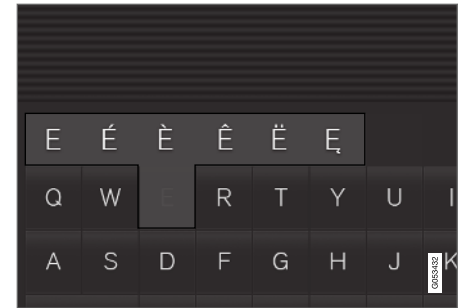 E É È Ê Ë Ę
Q W E R T Y U I
A S D F G H J K
G053432